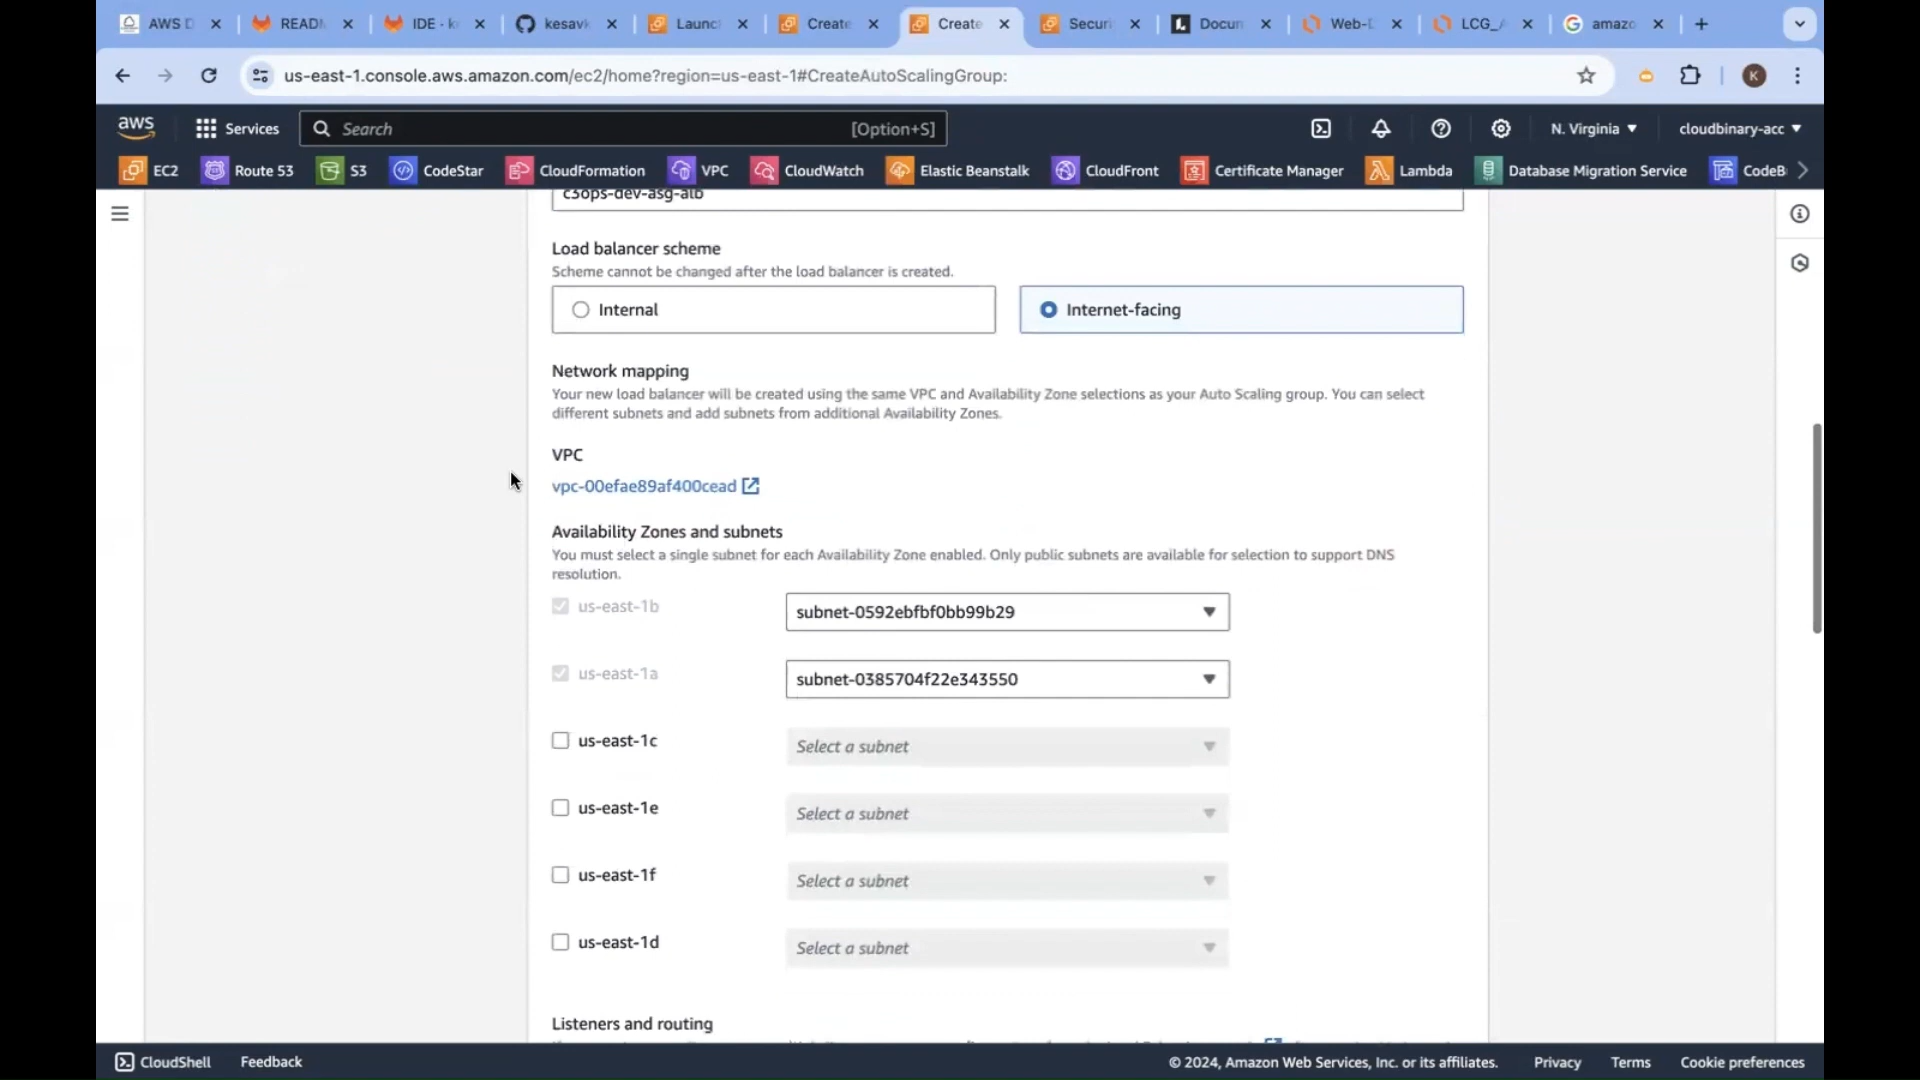 AWS D
READM
IDE - k
kesavk
Launc
Create
Create
Securi
Docum
Web-D
LCG_A
amazo
us-east-1.console.aws.amazon.com/ec2/home?region=us-east-1#CreateAutoScalingGroup:
K
aws
Services
Search
[Option+S]
N. Virginia
cloudbinary-acc
EC2
Route 53
S3
CodeStar
CloudFormation
VPC
CloudWatch
Elastic Beanstalk
CloudFront
Certificate Manager
Lambda
Database Migration Service
CodeB
c3ops-dev-asg-alb
Load balancer scheme
Scheme cannot be changed after the load balancer is created.
Internal
Internet-facing
Network mapping
Your new load balancer will be created using the same VPC and Availability Zone selections as your Auto Scaling group. You can select
different subnets and add subnets from additional Availability Zones.
VPC
vpc-00efae89af400cead
Availability Zones and subnets
You must select a single subnet for each Availability Zone enabled. Only public subnets are available for selection to support DNS
resolution.
us-east-1b
subnet-0592ebfbf0bb99b29
us-east-1a
subnet-0385704f22e343550
us-east-1c
Select a subnet
us-east-1e
Select a subnet
us-east-1f
Select a subnet
us-east-1d
Select a subnet
Listeners and routing
CloudShell
Feedback
© 2024, Amazon Web Services, Inc. or its affiliates.
Privacy
Terms
Cookie preferences